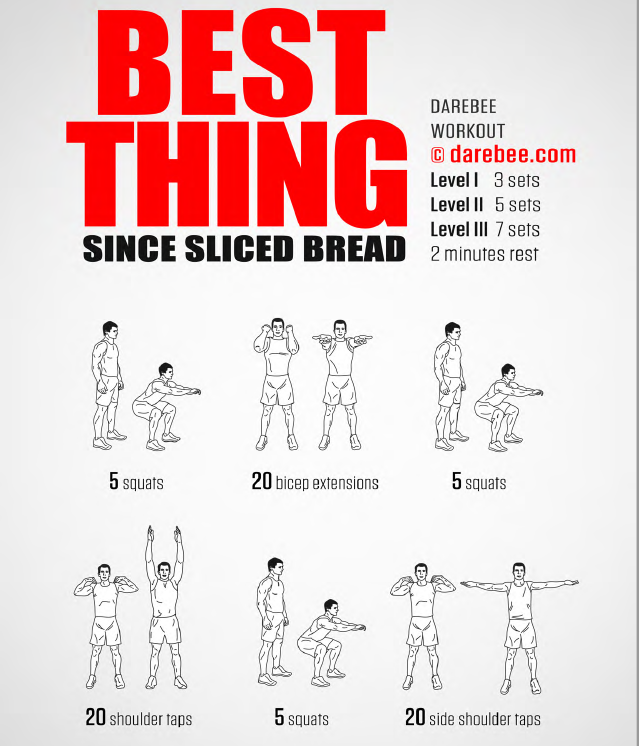 BEST
THING
SINCE SLICED BREAD
DAREBEE
WORKOUT
© darebee.com
Level I 3 sets
Level II 5 sets
Level III 7 sets
2 minutes rest
5 squats
20 bicep extensions
5 squats
20 shoulder taps
5 squats
20 side shoulder taps